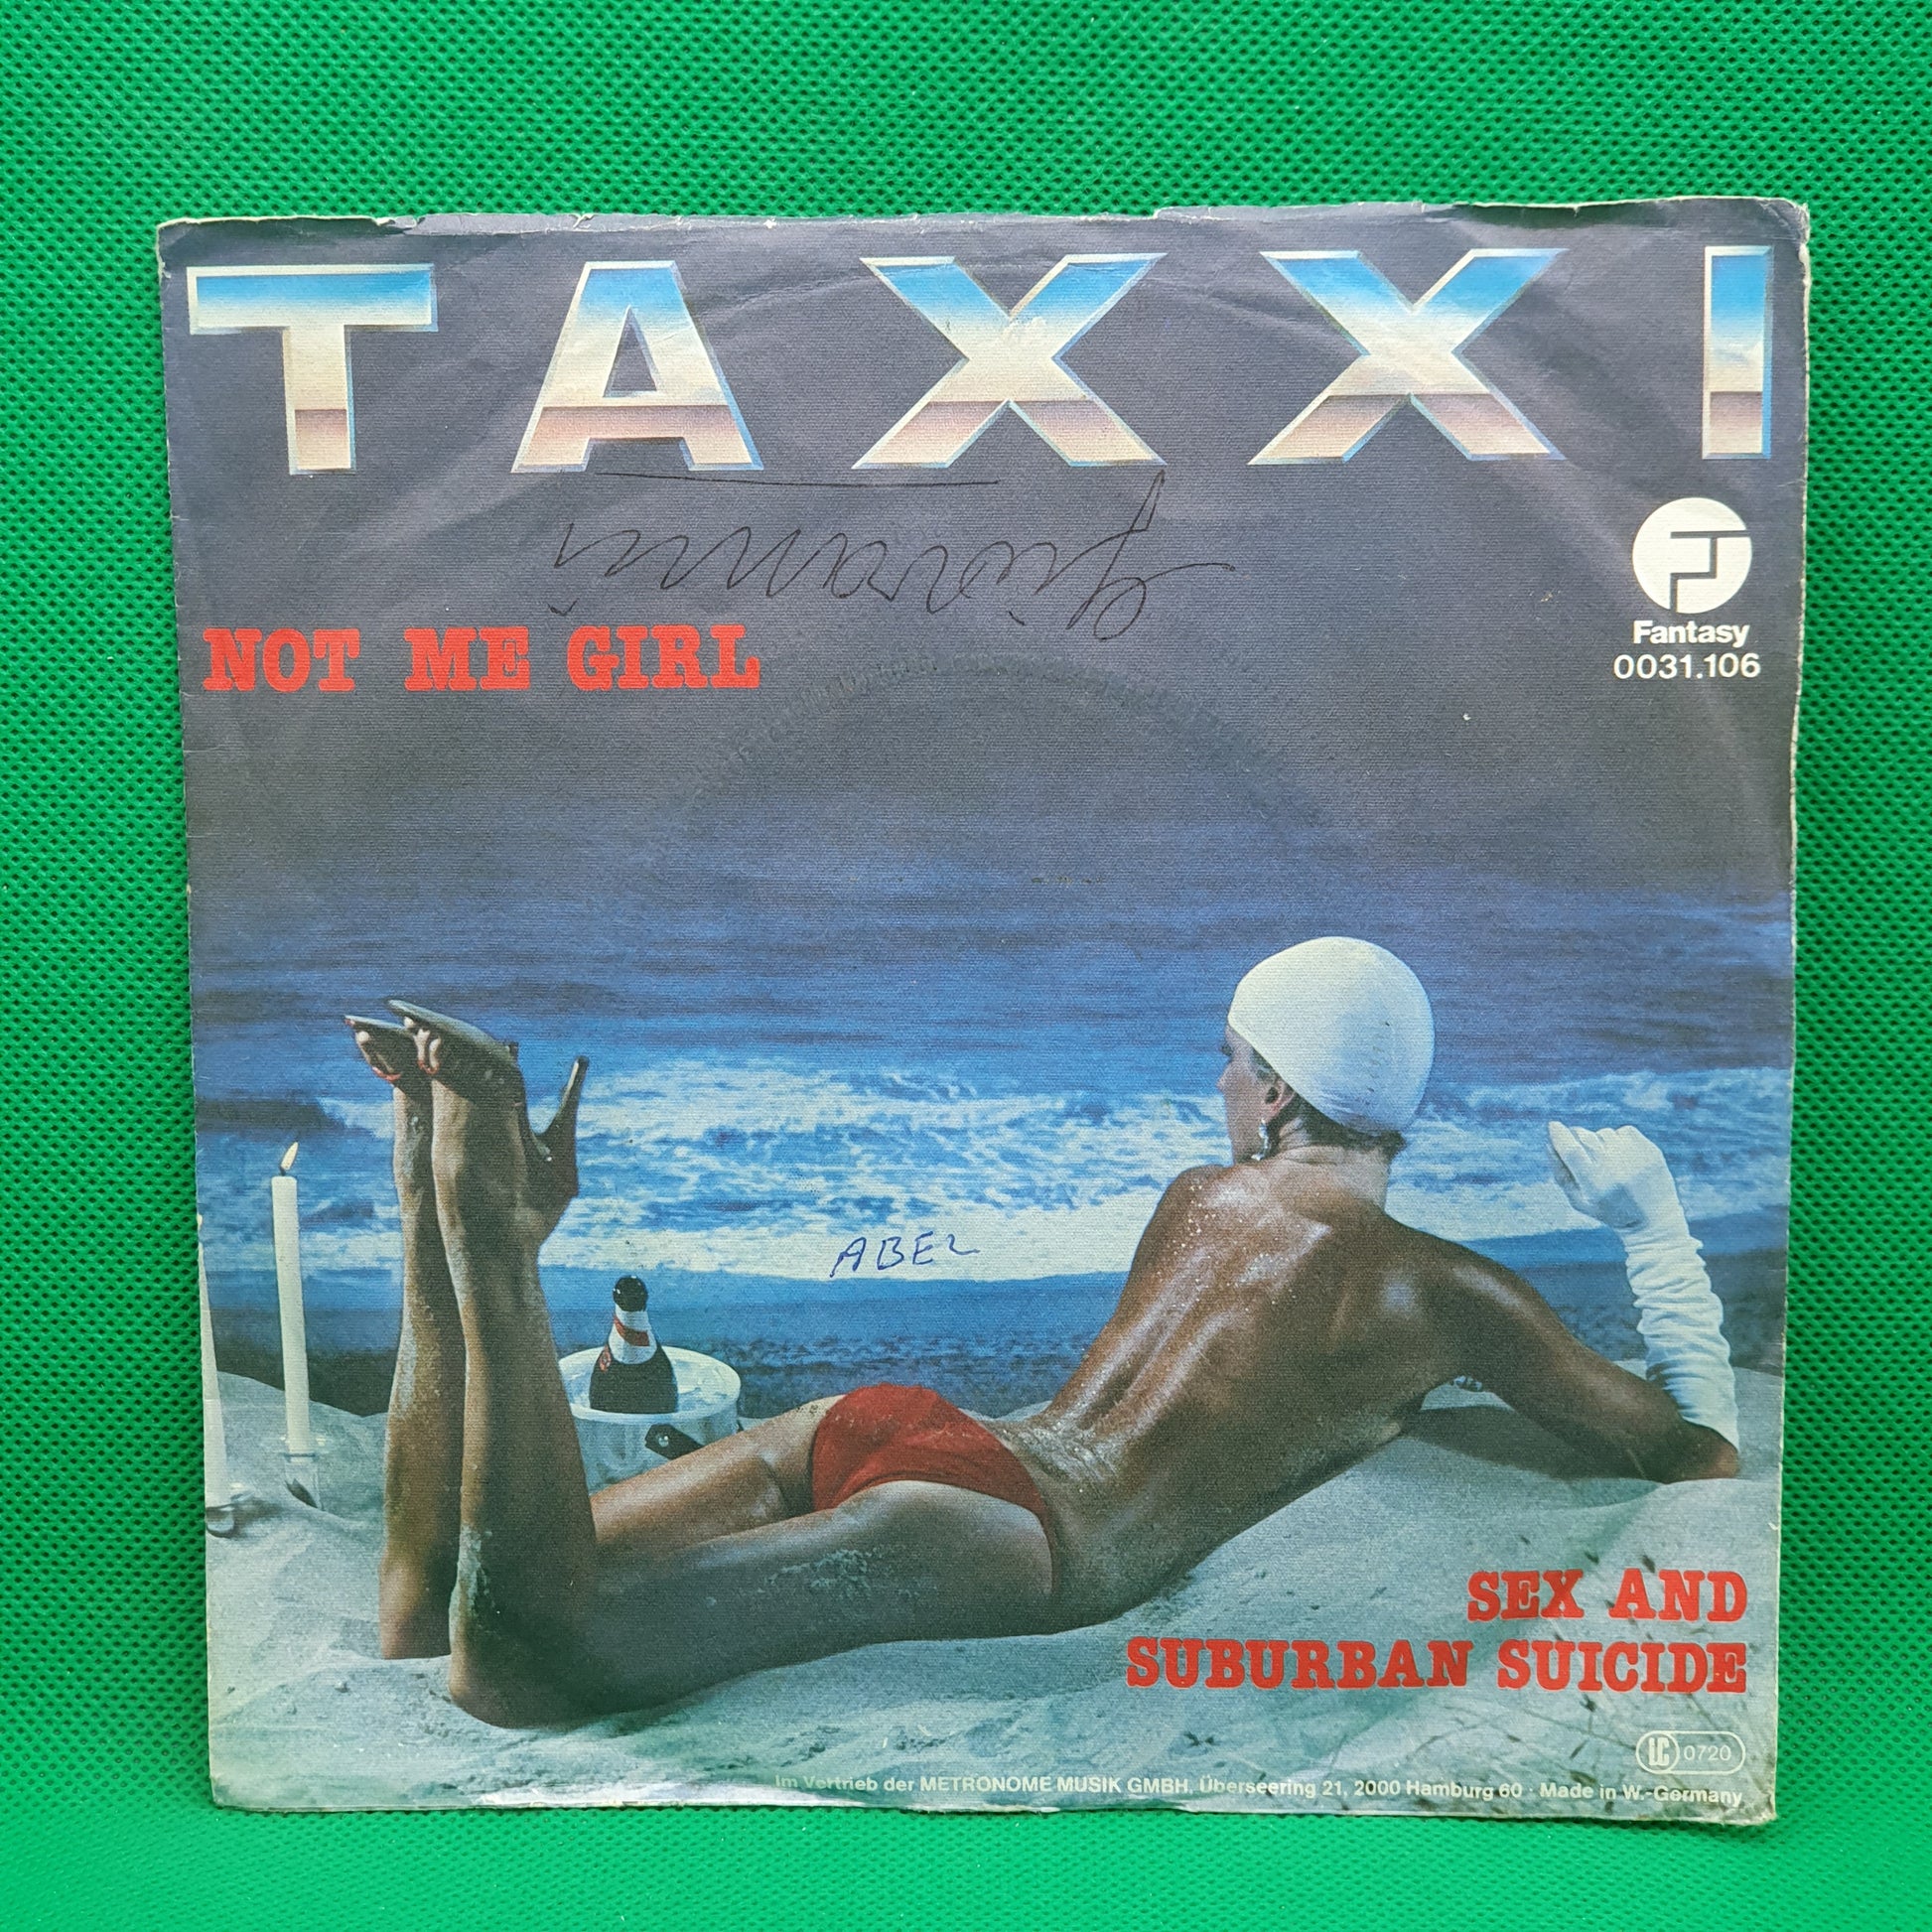 TAXXI
Fantasy
0031.106
NOT ME GIRL
ABEL
SEX AND
SUBURBAN SUICIDE
LC 0720
Im Vertrieb der METRONOME MUSIK GMBH, Überseering 21, 2000 Hamburg 60 · Made in W.-Germany